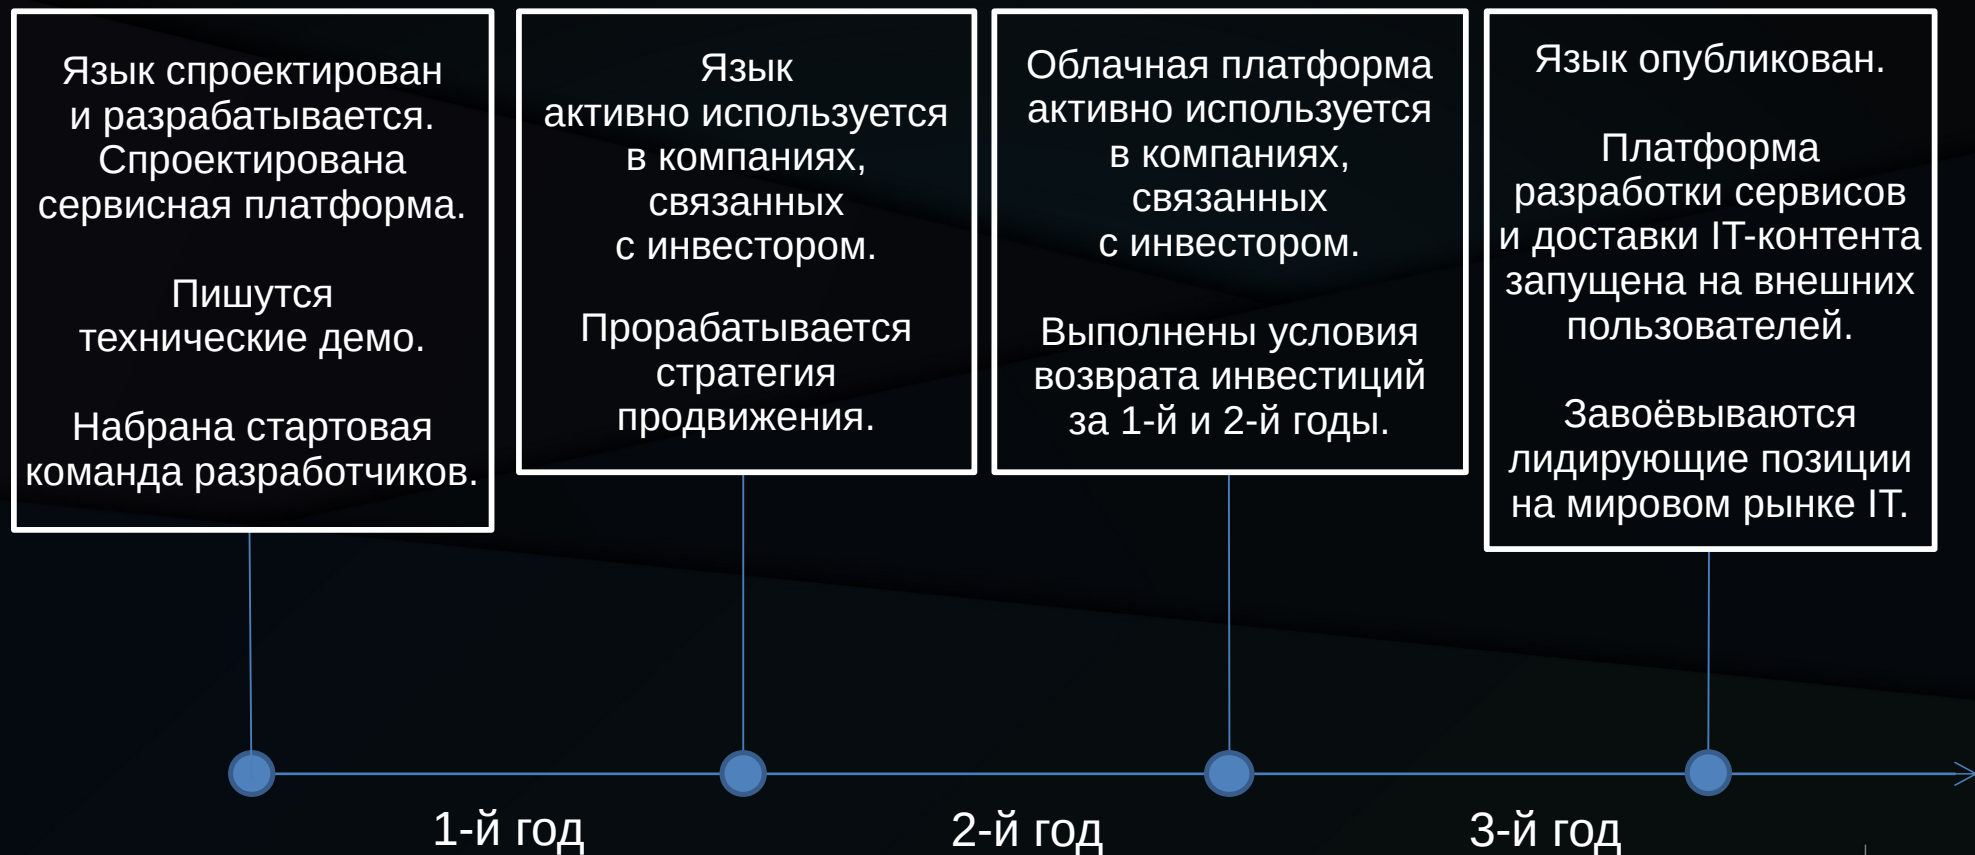 Язык спроектирован
и разрабатывается.
Спроектирована
сервисная платформа.
Пишутся
технические демо.
Набрана стартовая
команда разработчиков.
Язык
активно используется
в компаниях,
связанных
с инвестором.
Прорабатывается
стратегия
продвижения.
Облачная платформа
активно используется
в компаниях,
связанных
с инвестором.
Выполнены условия
возврата инвестиций
за 1-й и 2-й годы.
Язык опубликован.
Платформа
разработки сервисов
и доставки IT-контента
запущена на внешних
пользователей.
Завоёвываются
лидирующие позиции
на мировом рынке IT.
1-й год
2-й год
3-й год